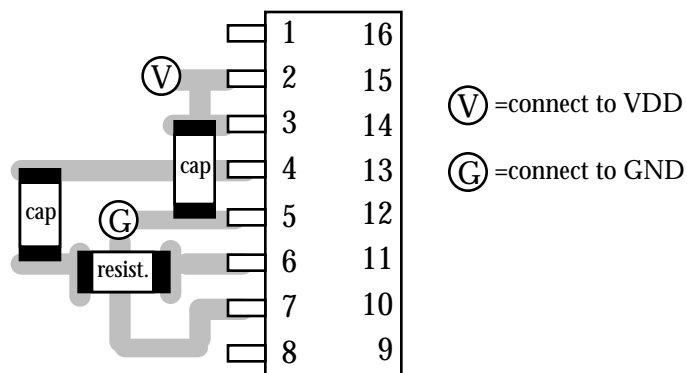 1 16
2 15
3 14
4 13
5 12
6 11
7 10
8 9
V
cap
cap
G
resist.
V =connect to VDD
G =connect to GND